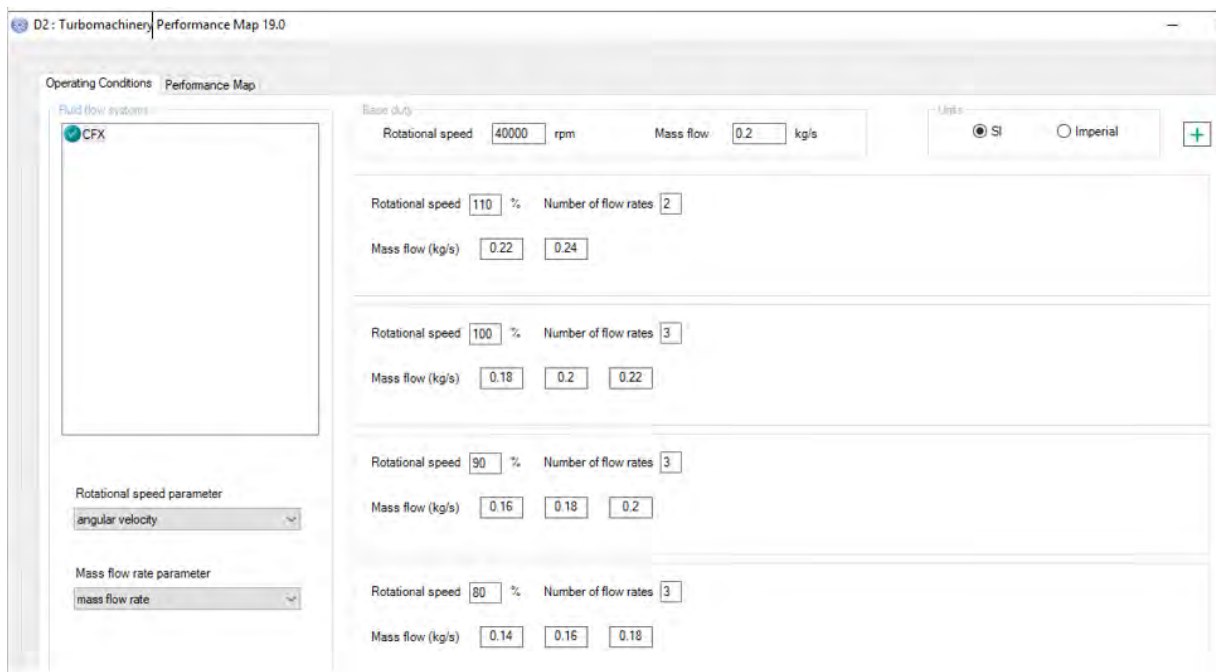 D2 : Turbomachinery Performance Map 19.0
Operating Conditions Performance Map
Fluid flow systems
CFX
Rotational speed parameter
angular velocity
Mass flow rate parameter
mass flow rate
Base duty
Rotational speed 40000 rpm Mass flow 0.2 kg/s
Units
SI Imperial
+
Rotational speed 110 % Number of flow rates 2
Mass flow (kg/s) 0.22 0.24
Rotational speed 100 % Number of flow rates 3
Mass flow (kg/s) 0.18 0.2 0.22
Rotational speed 90 % Number of flow rates 3
Mass flow (kg/s) 0.16 0.18 0.2
Rotational speed 80 % Number of flow rates 3
Mass flow (kg/s) 0.14 0.16 0.18